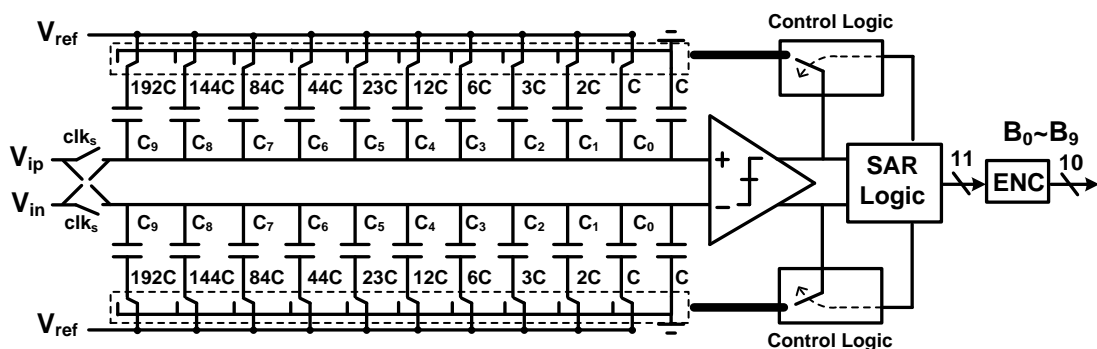 Control Logic
V_ref
192C 144C 84C 44C 23C 12C 6C 3C 2C C C
clk_s
C_9 C_8 C_7 C_6 C_5 C_4 C_3 C_2 C_1 C_0
V_ip
+
B_0~B_9
SAR Logic
11
ENC
10
V_in
−
clk_s
C_9 C_8 C_7 C_6 C_5 C_4 C_3 C_2 C_1 C_0
192C 144C 84C 44C 23C 12C 6C 3C 2C C C
V_ref
Control Logic